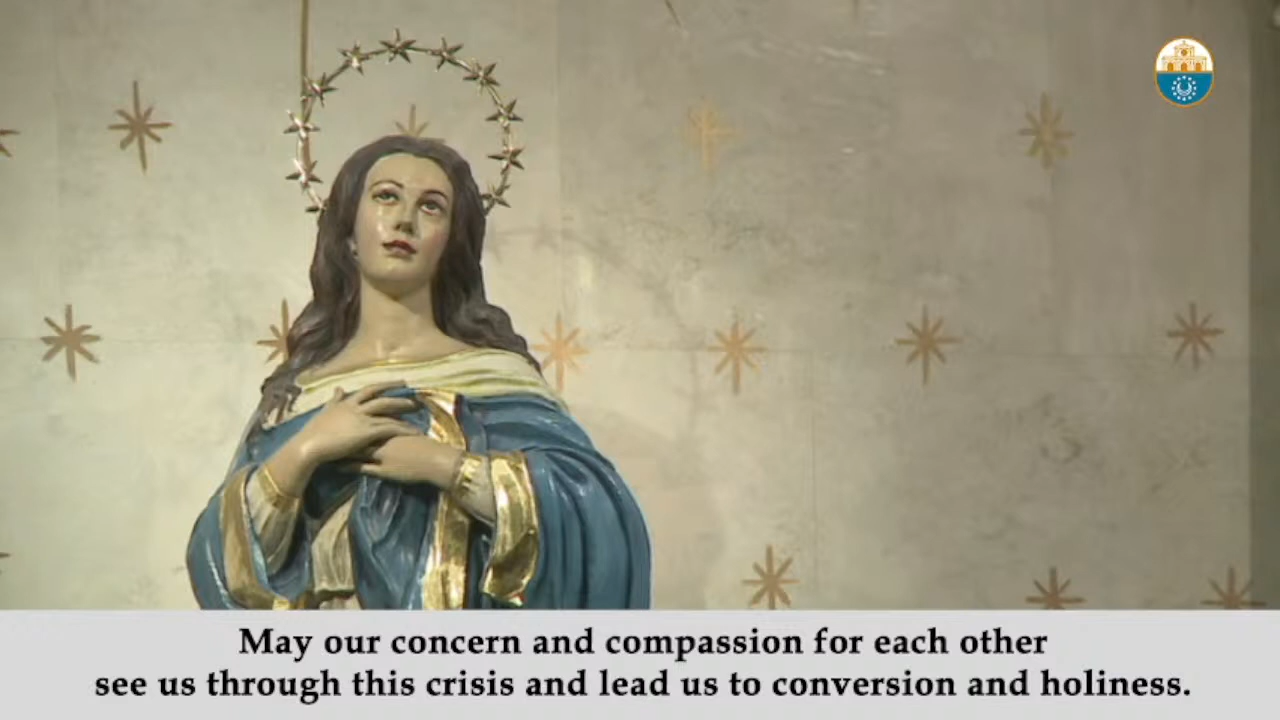 May our concern and compassion for each other
see us through this crisis and lead us to conversion and holiness.